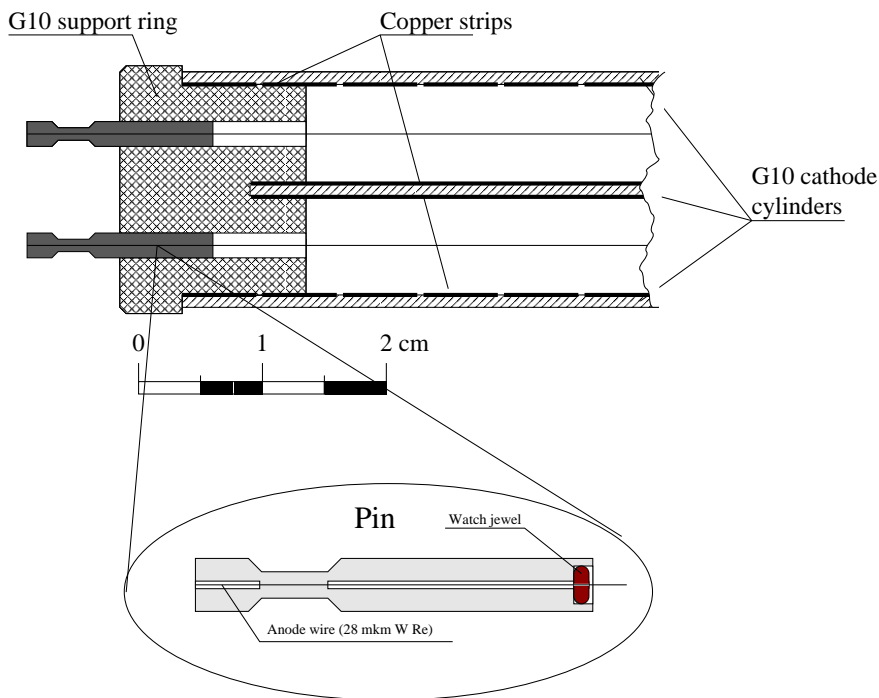 G10 support ring
Copper strips
G10 cathode
cylinders
0
1
2 cm
Pin
Watch jewel
Anode wire (28 mkm W Re)